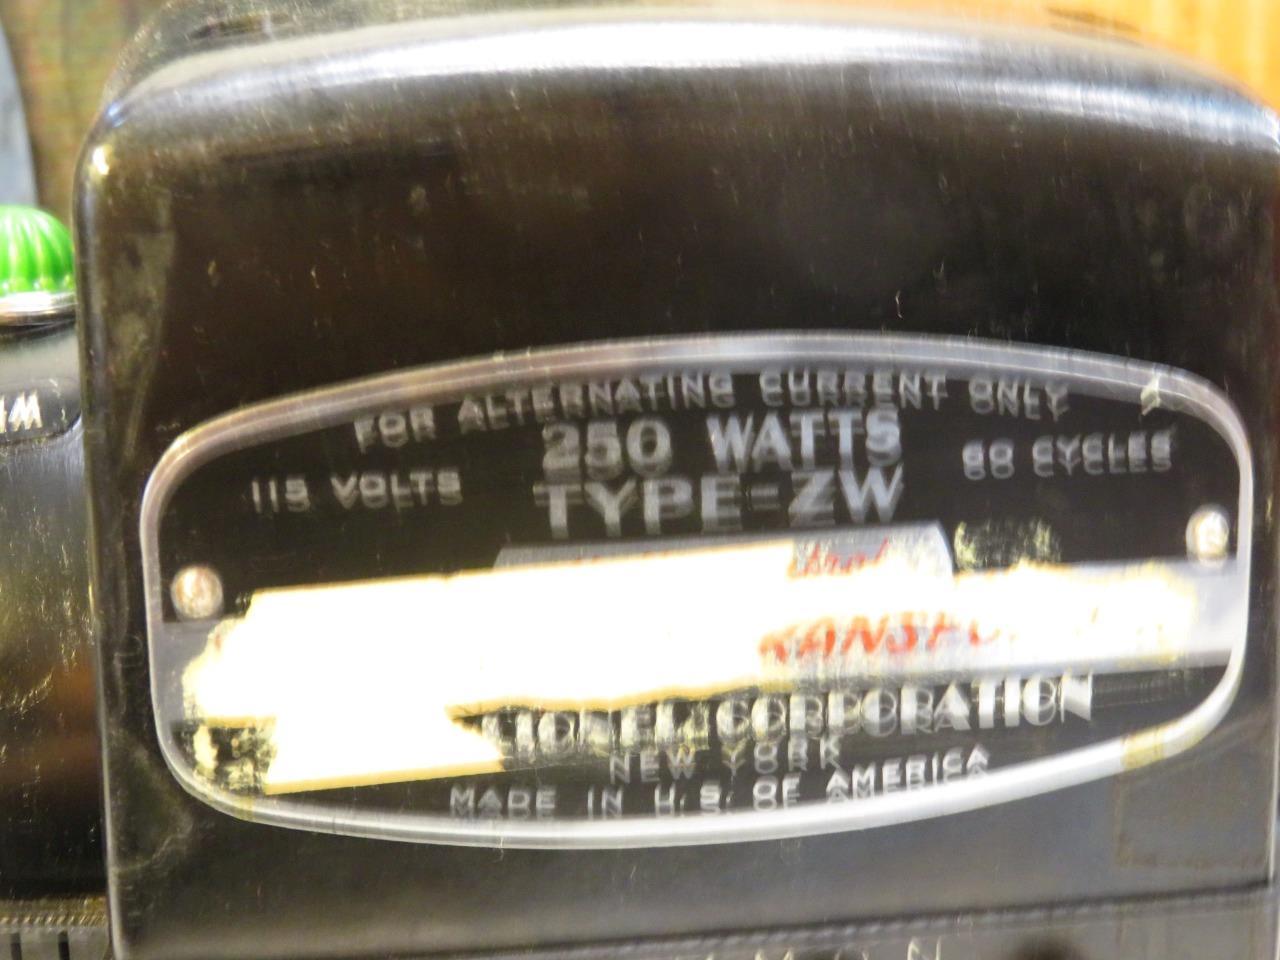 FOR ALTERNATING CURRENT ONLY
250 WATTS
115 VOLTS
60 CYCLES
TYPE-ZW
LIONEL CORPORATION
NEW YORK
MADE IN U.S. OF AMERICA